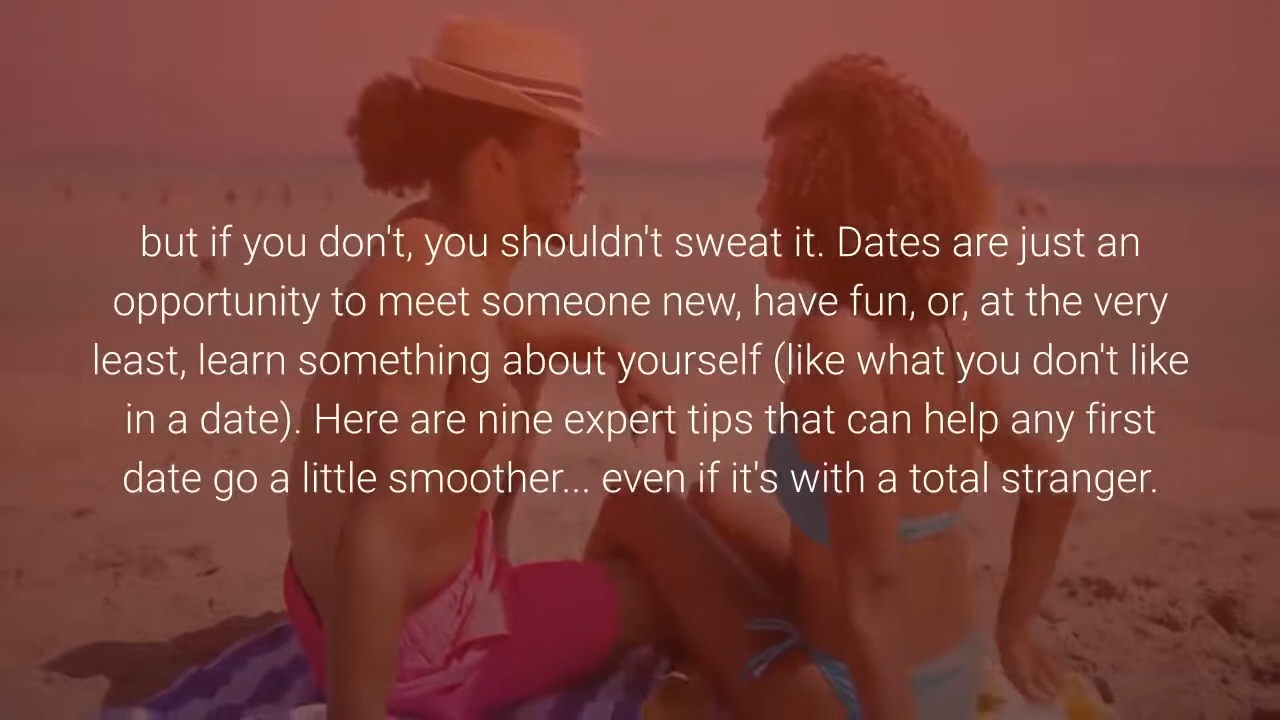 but if you don't, you shouldn't sweat it. Dates are just an
opportunity to meet someone new, have fun, or, at the very
least, learn something about yourself (like what you don't like
in a date). Here are nine expert tips that can help any first
date go a little smoother... even if it's with a total stranger.